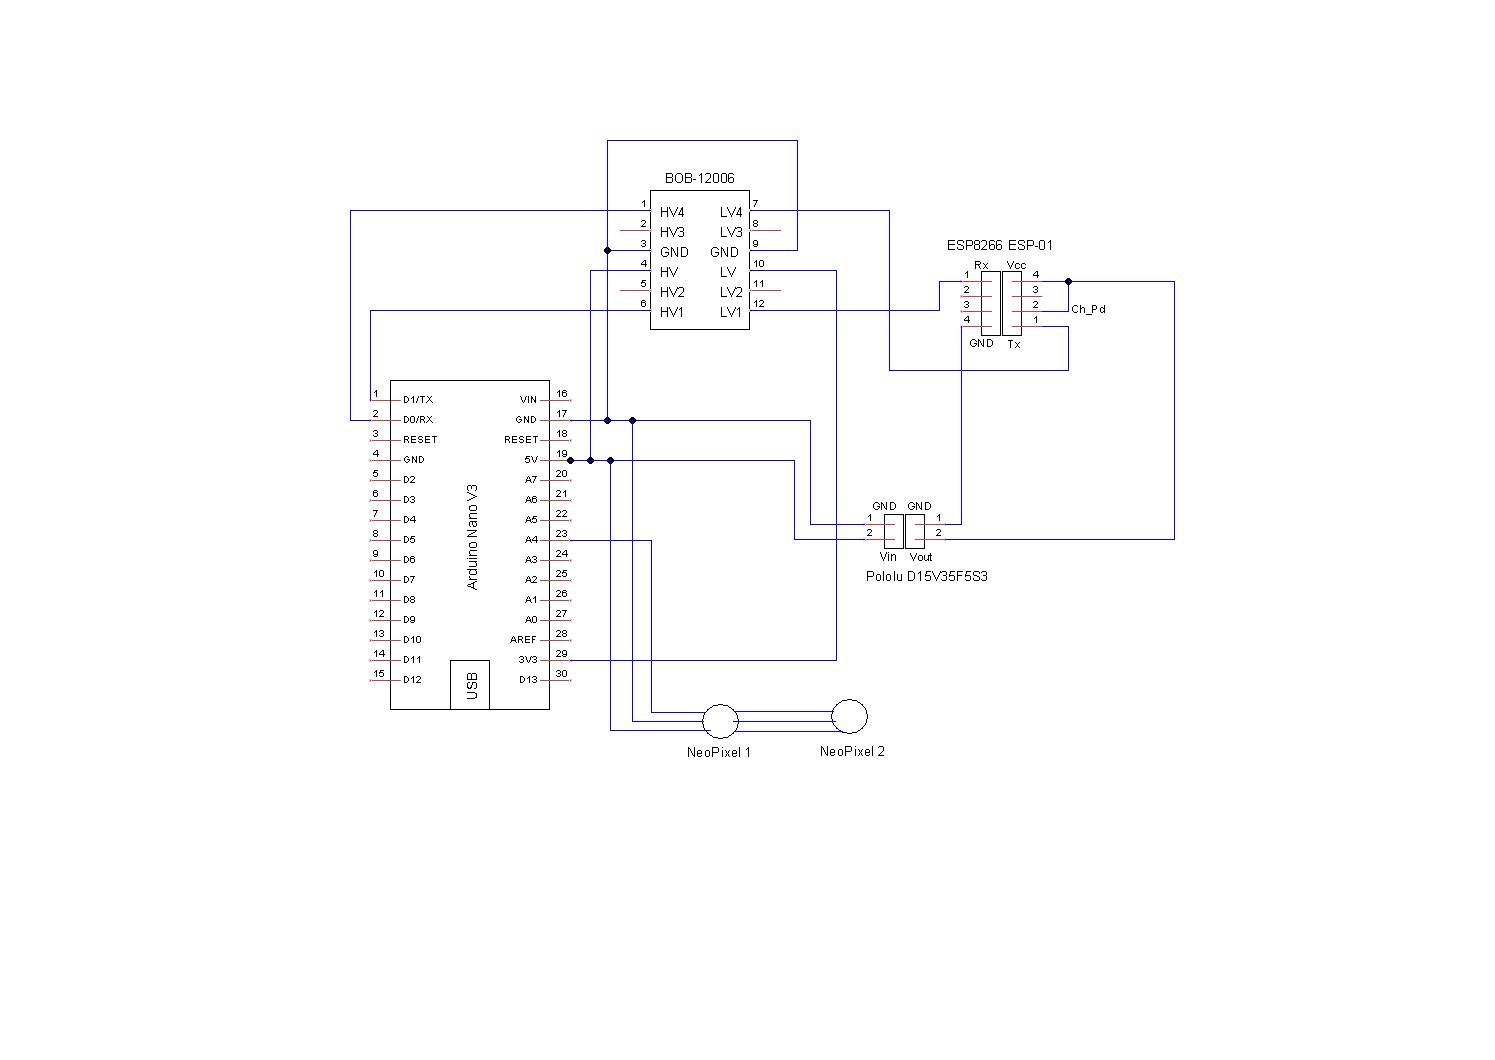 BOB-12006
1 HV4 LV4 7
2 HV3 LV3 8
3 GND GND 9
4 HV LV 10
5 HV2 LV2 11
6 HV1 LV1 12
ESP8266 ESP-01
Rx Vcc
1 4
2 3
3 2 Ch_Pd
4 1
GND Tx
1 D1/TX VIN 16
2 D0/RX GND 17
3 RESET RESET 18
4 GND 5V 19
5 D2 A7 20
6 D3 A6 21
7 D4 A5 22
8 D5 A4 23
9 D6 A3 24
10 D7 A2 25
11 D8 A1 26
12 D9 A0 27
13 D10 AREF 28
14 D11 3V3 29
15 D12 D13 30
Arduino Nano V3
USB
GND GND
1 1
2 2
Vin Vout
Pololu D15V35F5S3
NeoPixel 1
NeoPixel 2